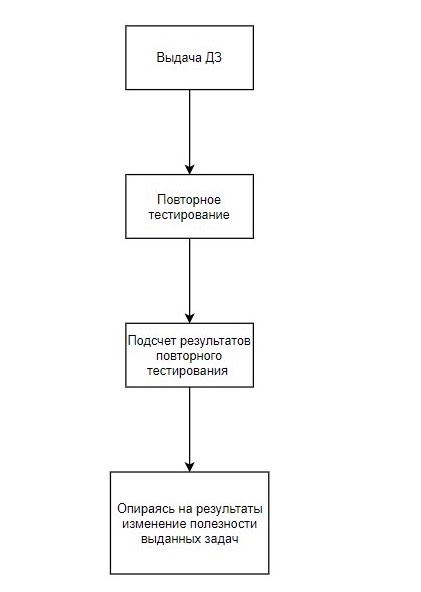 Выдача ДЗ
Повторное
тестирование
Подсчет результатов
повторного
тестирования
Опираясь на результаты
изменение полезности
выданных задач